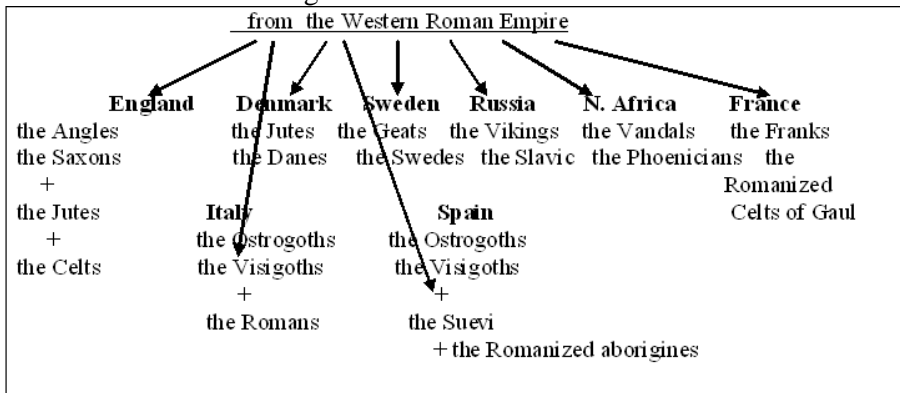 from the Western Roman Empire
England Denmark Sweden Russia N. Africa France
the Angles the Jutes the Geats the Vikings the Vandals the Franks
the Saxons the Danes the Swedes the Slavic the Phoenicians the
+ Romanized
the Jutes Italy Spain Celts of Gaul
+ the Ostrogoths the Ostrogoths
the Celts the Visigoths the Visigoths
+ +
the Romans the Suevi
+ the Romanized aborigines